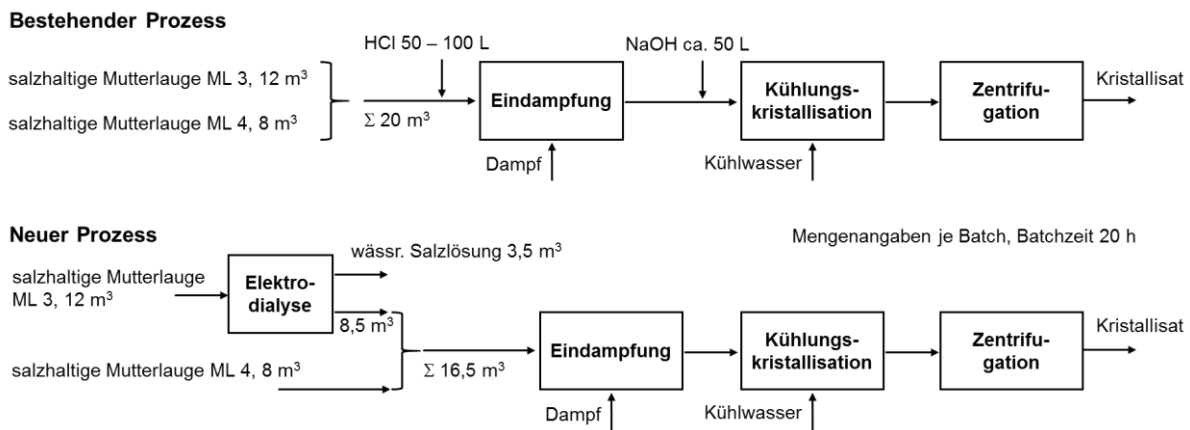 Bestehender Prozess
HCl 50 – 100 L
NaOH ca. 50 L
salzhaltige Mutterlauge ML 3, 12 m³
salzhaltige Mutterlauge ML 4, 8 m³
Σ 20 m³
Eindampfung
Kühlungs-
kristallisation
Zentrifu-
gation
Kristallisat
Dampf
Kühlwasser
Neuer Prozess
wässr. Salzlösung 3,5 m³
Mengenangaben je Batch, Batchzeit 20 h
salzhaltige Mutterlauge
ML 3, 12 m³
Elektro-
dialyse
8,5 m³
salzhaltige Mutterlauge ML 4, 8 m³
Σ 16,5 m³
Eindampfung
Kühlungs-
kristallisation
Zentrifu-
gation
Kristallisat
Dampf
Kühlwasser